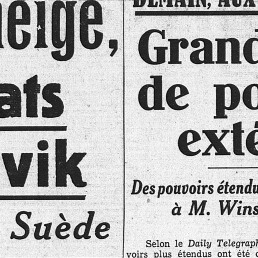 neige,
ats
vik
Suède
DEMAIN, AUX
Grand
de po
exté
Des pouvoirs étendu
à M. Wins
Selon le Daily Telegraph
voirs plus étendus ont été